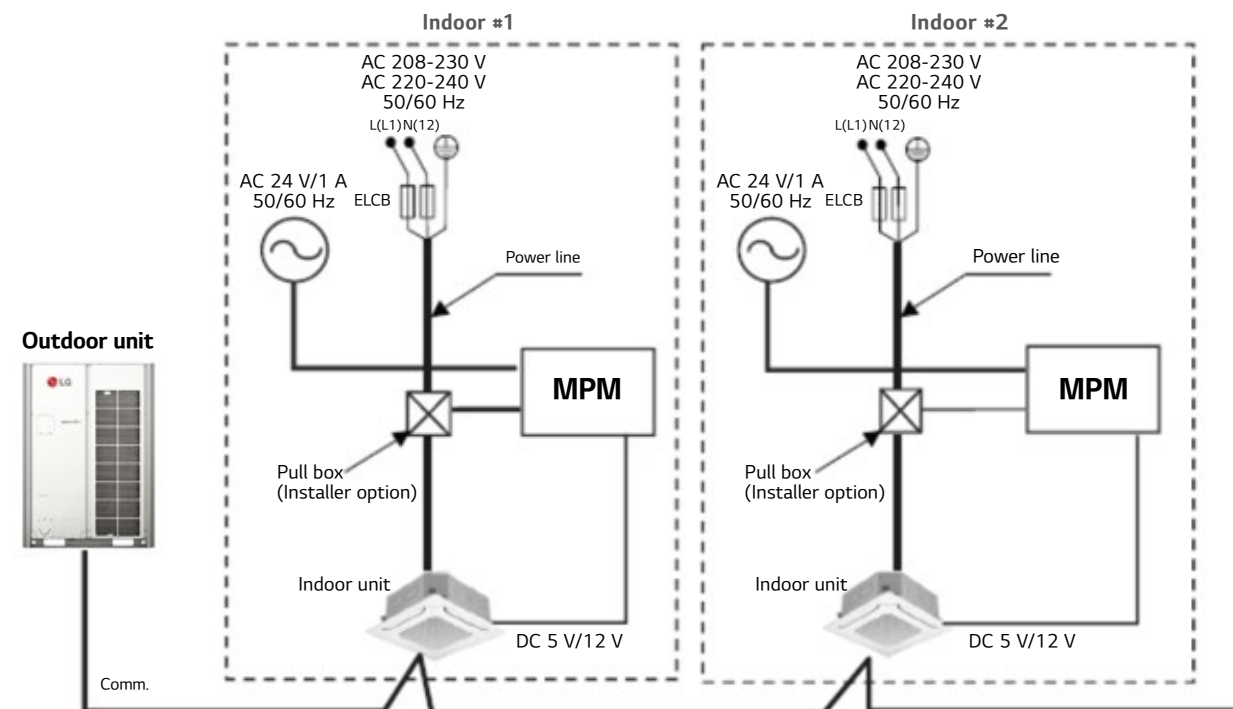 Indoor #1
AC 208-230 V
AC 220-240 V
50/60 Hz
L(L1)N(12)
AC 24 V/1 A
50/60 Hz
ELCB
Power line
MPM
Pull box
(Installer option)
Indoor unit
DC 5 V/12 V
Indoor #2
AC 208-230 V
AC 220-240 V
50/60 Hz
L(L1)N(12)
AC 24 V/1 A
50/60 Hz
ELCB
Power line
MPM
Pull box
(Installer option)
Indoor unit
DC 5 V/12 V
Outdoor unit
LG
Comm.